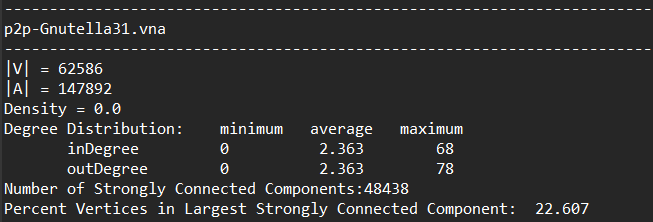 --------------------------------------------------------------------
p2p-Gnutella31.vna
--------------------------------------------------------------------
|V| = 62586
|A| = 147892
Density = 0.0
Degree Distribution:    minimum   average   maximum
       inDegree            0       2.363       68
       outDegree           0       2.363       78
Number of Strongly Connected Components:48438
Percent Vertices in Largest Strongly Connected Component:  22.607